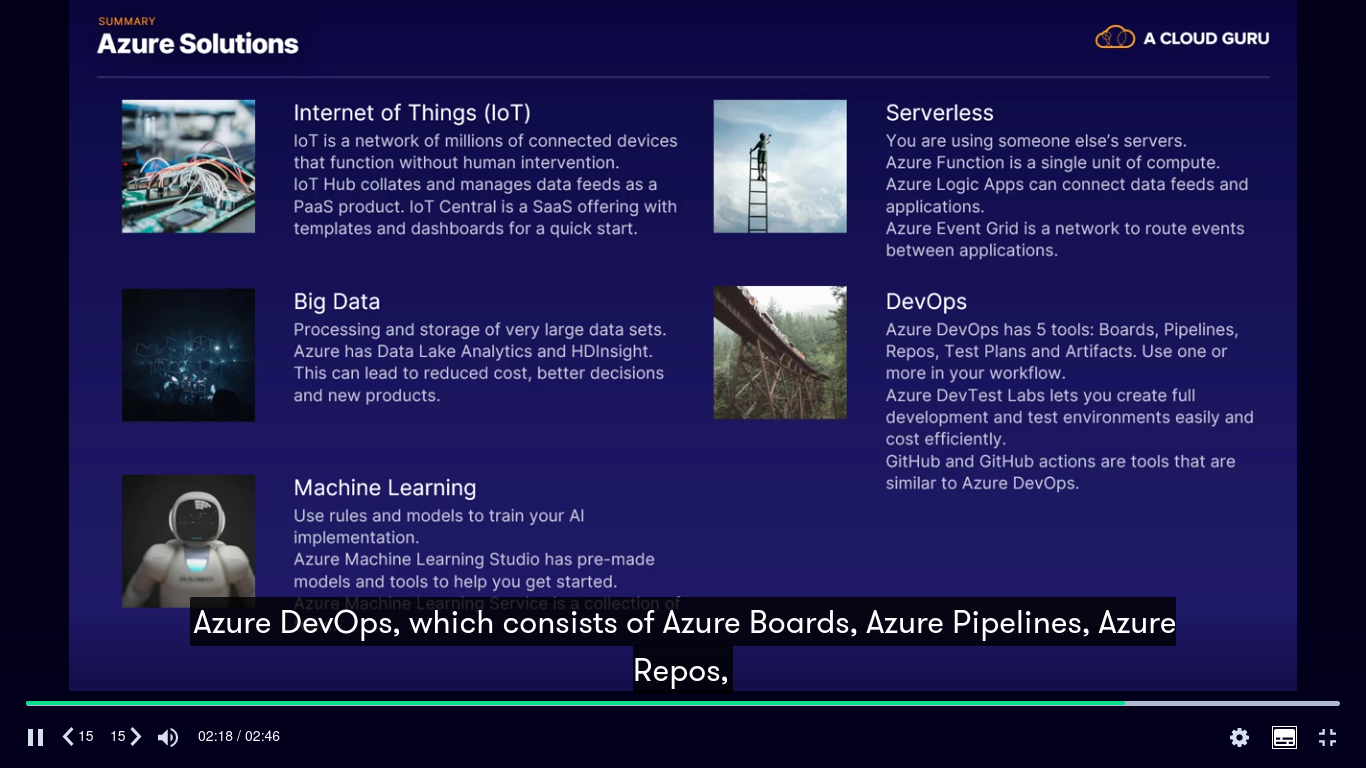 SUMMARY
Azure Solutions
A CLOUD GURU
Internet of Things (IoT)
IoT is a network of millions of connected devices
that function without human intervention.
IoT Hub collates and manages data feeds as a
PaaS product. IoT Central is a SaaS offering with
templates and dashboards for a quick start.
Big Data
Processing and storage of very large data sets.
Azure has Data Lake Analytics and HDInsight.
This can lead to reduced cost, better decisions
and new products.
Machine Learning
Use rules and models to train your AI
implementation.
Azure Machine Learning Studio has pre-made
models and tools to help you get started.
Azure Machine Learning Service is a collection of
Serverless
You are using someone else’s servers.
Azure Function is a single unit of compute.
Azure Logic Apps can connect data feeds and
applications.
Azure Event Grid is a network to route events
between applications.
DevOps
Azure DevOps has 5 tools: Boards, Pipelines,
Repos, Test Plans and Artifacts. Use one or
more in your workflow.
Azure DevTest Labs lets you create full
development and test environments easily and
cost efficiently.
GitHub and GitHub actions are tools that are
similar to Azure DevOps.
Azure DevOps, which consists of Azure Boards, Azure Pipelines, Azure
Repos,
15 15 02:18 / 02:46